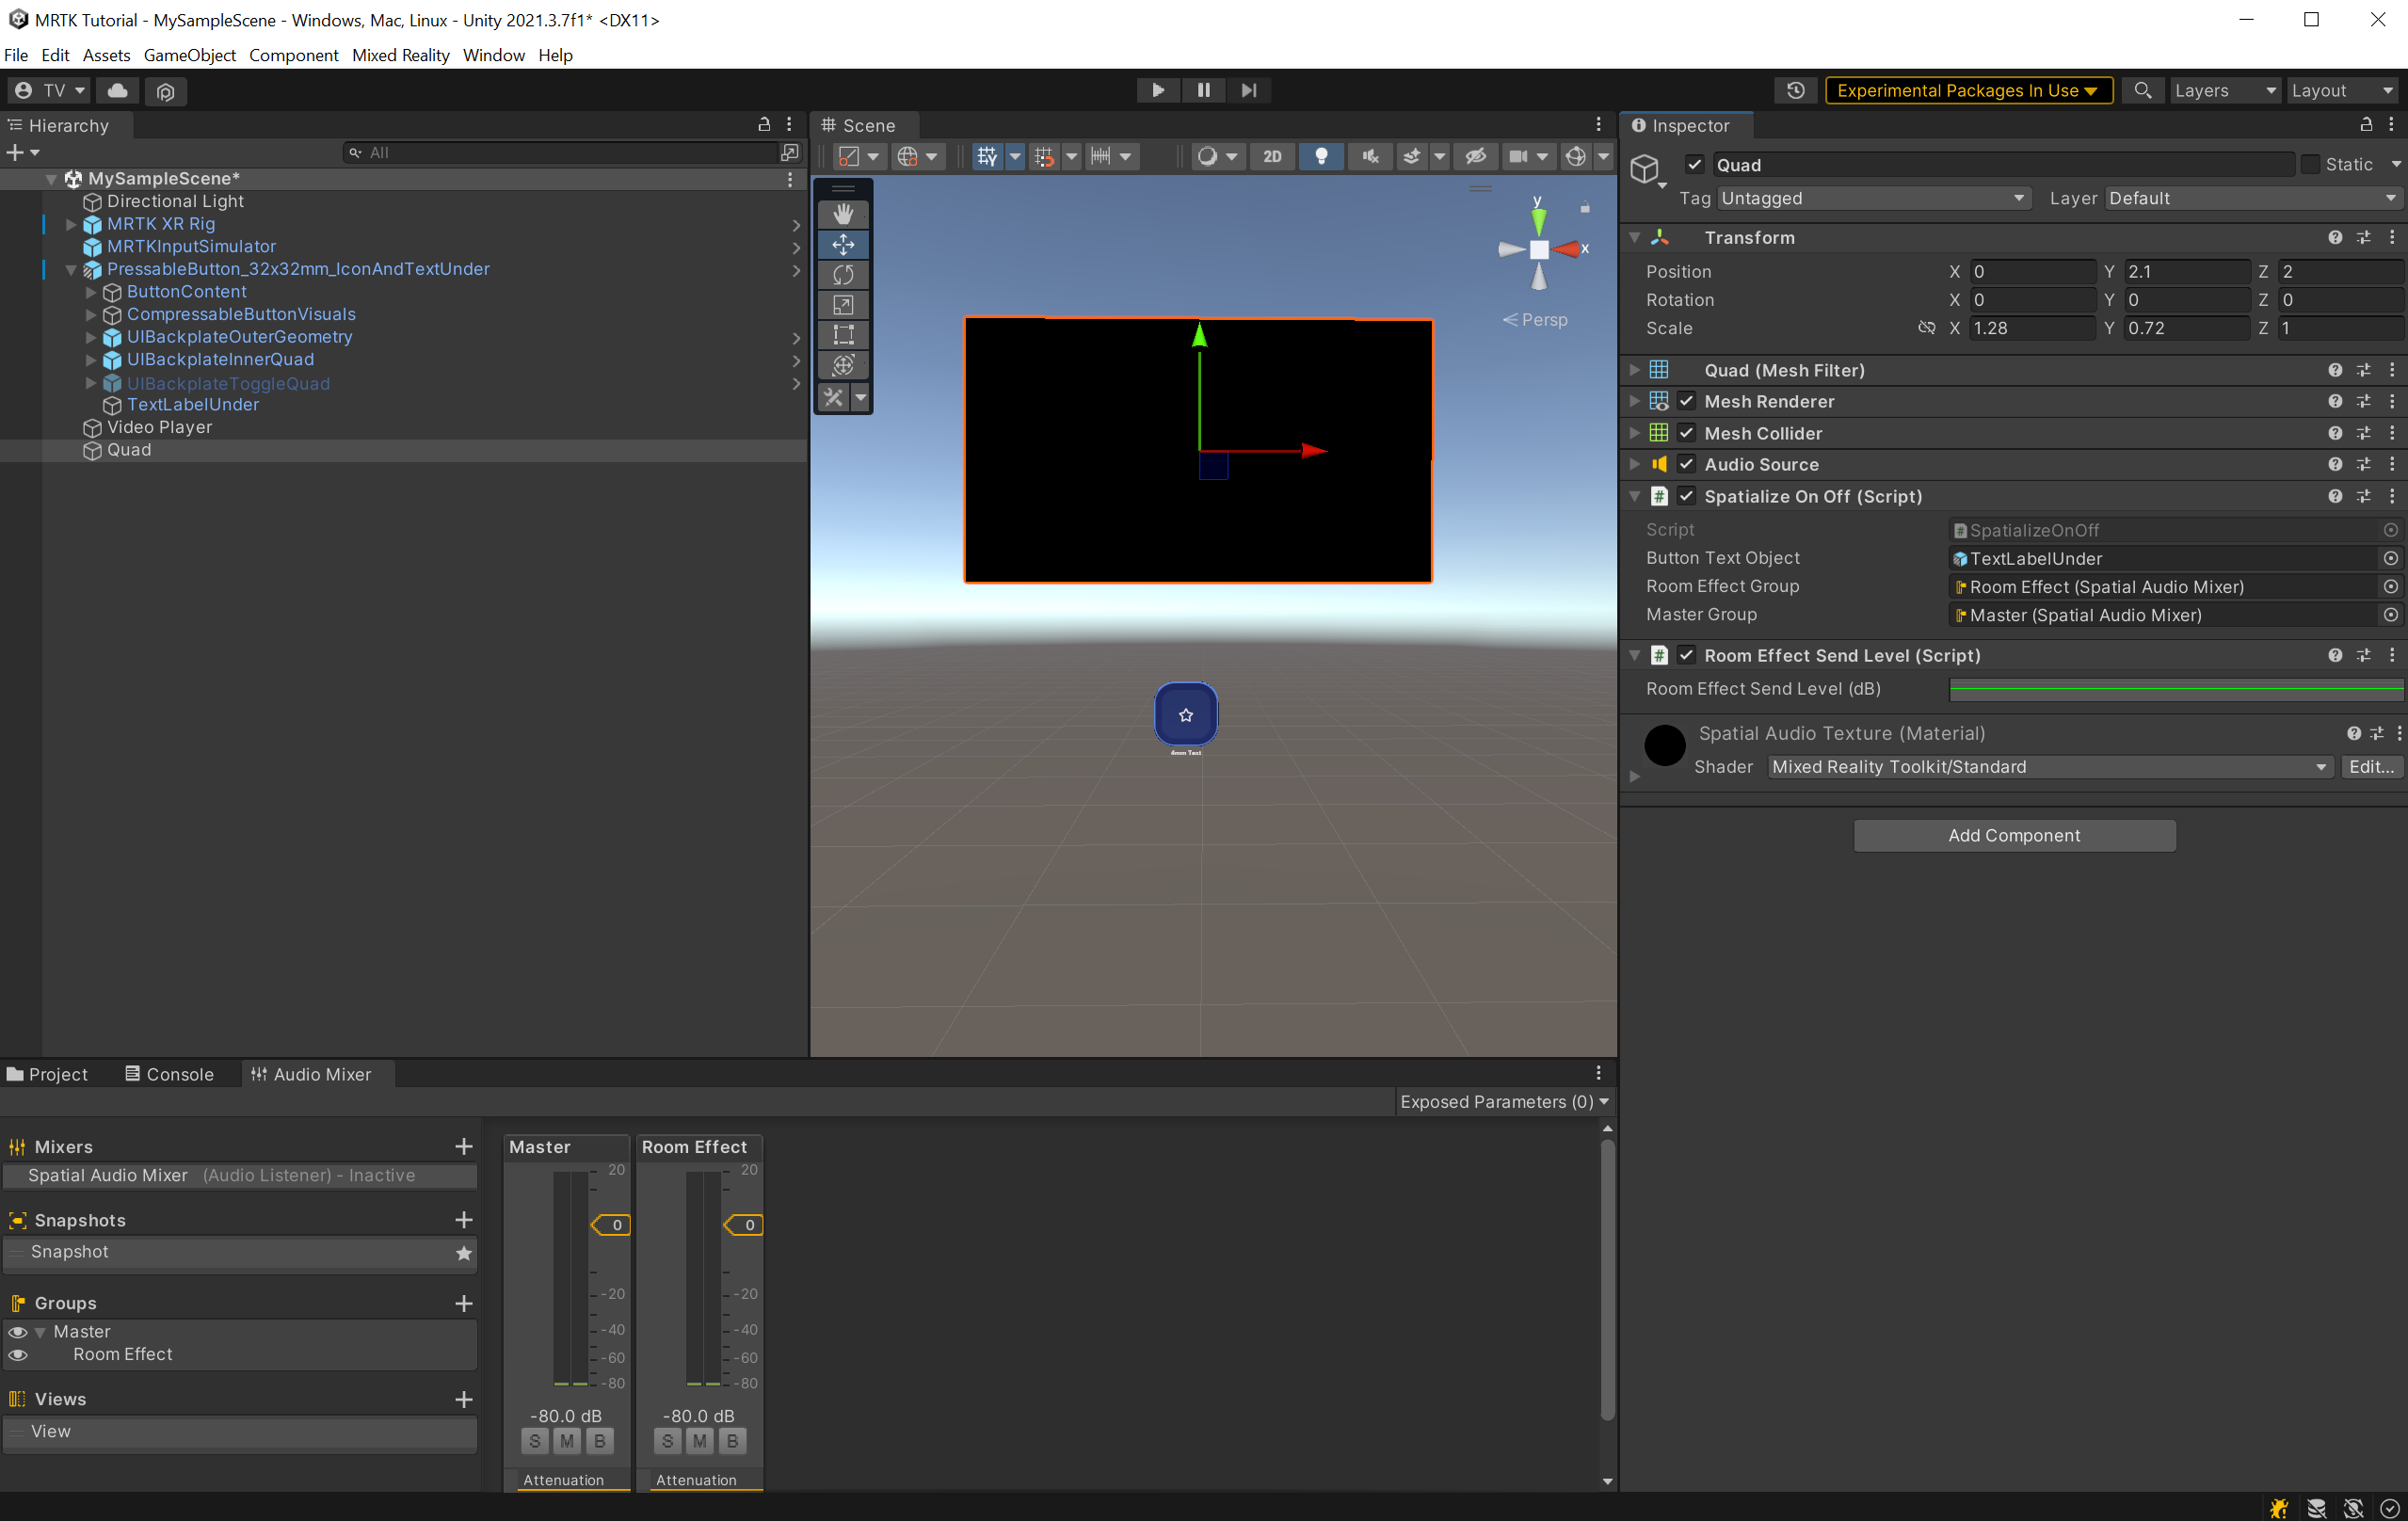 MRTK Tutorial - MySampleScene - Windows, Mac, Linux - Unity 2021.3.7f1* <DX11>
File Edit Assets GameObject Component Mixed Reality Window Help
TV
Experimental Packages In Use
Layers
Layout
Hierarchy
All
MySampleScene*
Directional Light
MRTK XR Rig
MRTKInputSimulator
PressableButton_32x32mm_IconAndTextUnder
ButtonContent
CompressableButtonVisuals
UIBackplateOuterGeometry
UIBackplateInnerQuad
UIBackplateToggleQuad
TextLabelUnder
Video Player
Quad
Scene
2D
y
x
Persp
4mm Text
Inspector
Quad
Static
Tag Untagged Layer Default
Transform
Position X 0 Y 2.1 Z 2
Rotation X 0 Y 0 Z 0
Scale X 1.28 Y 0.72 Z 1
Quad (Mesh Filter)
Mesh Renderer
Mesh Collider
Audio Source
# Spatialize On Off (Script)
Script # SpatializeOnOff
Button Text Object TextLabelUnder
Room Effect Group Room Effect (Spatial Audio Mixer)
Master Group Master (Spatial Audio Mixer)
# Room Effect Send Level (Script)
Room Effect Send Level (dB)
Spatial Audio Texture (Material)
Shader Mixed Reality Toolkit/Standard Edit...
Add Component
Project Console Audio Mixer
Exposed Parameters (0)
Mixers
Spatial Audio Mixer (Audio Listener) - Inactive
Snapshots
Snapshot
Groups
Master
Room Effect
Views
View
Master
20
0
-20
-40
-60
-80
-80.0 dB
S M B
Attenuation
Room Effect
20
0
-20
-40
-60
-80
-80.0 dB
S M B
Attenuation